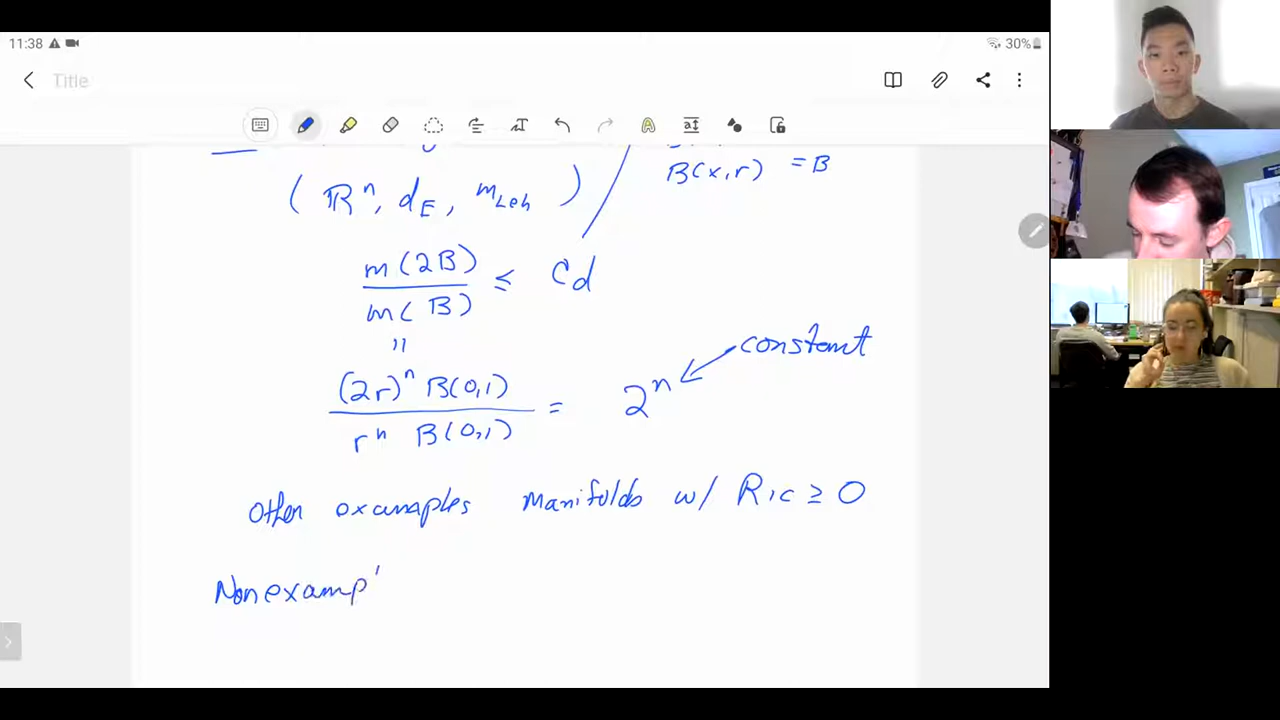 11:38 30%
Title
B(x,r) = B
( ℝⁿ, d_E, m_Leb )
m(2B) / m(B) ≤ C_d
"
(2r)ⁿ B(0,1) / rⁿ B(0,1) = 2ⁿ constant
Other examples manifolds w/ Ric ≥ 0
Nonexamp